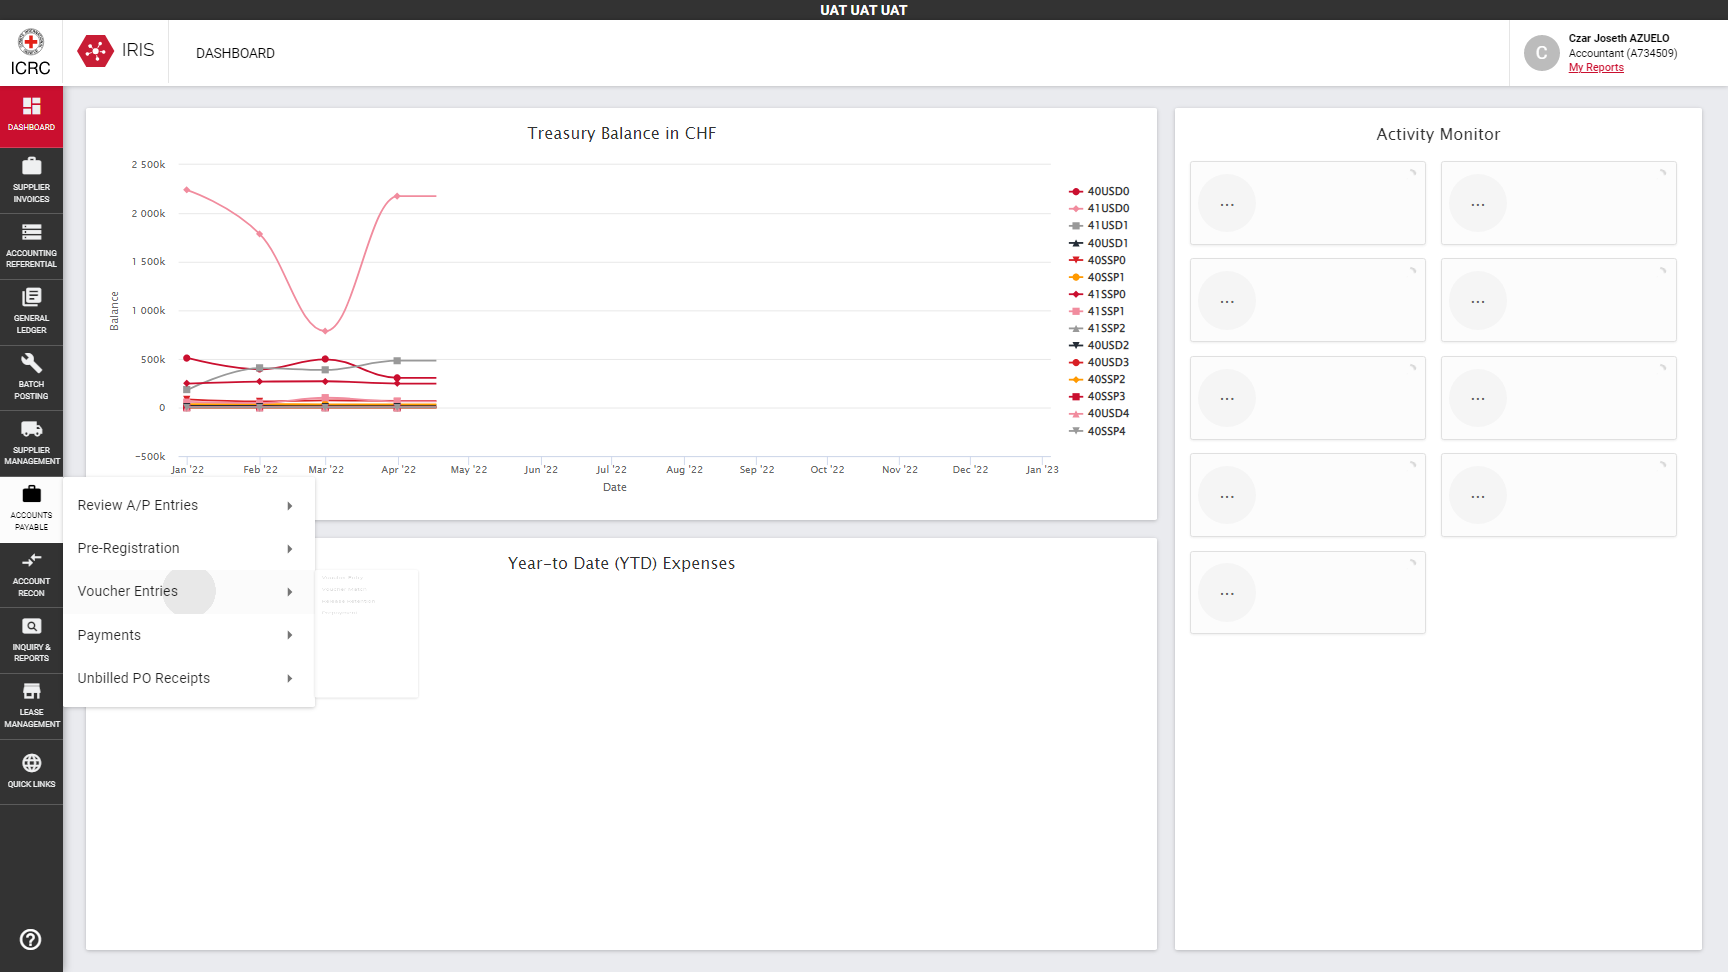 UAT UAT UAT
ICRC
IRIS
DASHBOARD
C
Czar Joseth AZUELO
Accountant (A734509)
My Reports
DASHBOARD
SUPPLIER
INVOICES
ACCOUNTING
REFERENTIAL
GENERAL
LEDGER
BATCH
POSTING
SUPPLIER
MANAGEMENT
ACCOUNTS
PAYABLE
ACCOUNT
RECON
INQUIRY &
REPORTS
LEASE
MANAGEMENT
QUICK LINKS
Treasury Balance in CHF
2 500k
2 000k
1 500k
1 000k
500k
0
−500k
Balance
Jan '22
Feb '22
Mar '22
Apr '22
May '22
Jun '22
Jul '22
Aug '22
Sep '22
Oct '22
Nov '22
Dec '22
Jan '23
Date
40USD0
41USD0
41USD1
40USD1
40SSP0
40SSP1
41SSP0
41SSP1
41SSP2
40USD2
40USD3
40SSP2
40SSP3
40USD4
40SSP4
Review A/P Entries
Pre-Registration
Voucher Entries
Payments
Unbilled PO Receipts
Year-to Date (YTD) Expenses
Activity Monitor
...
...
...
...
...
...
...
...
...